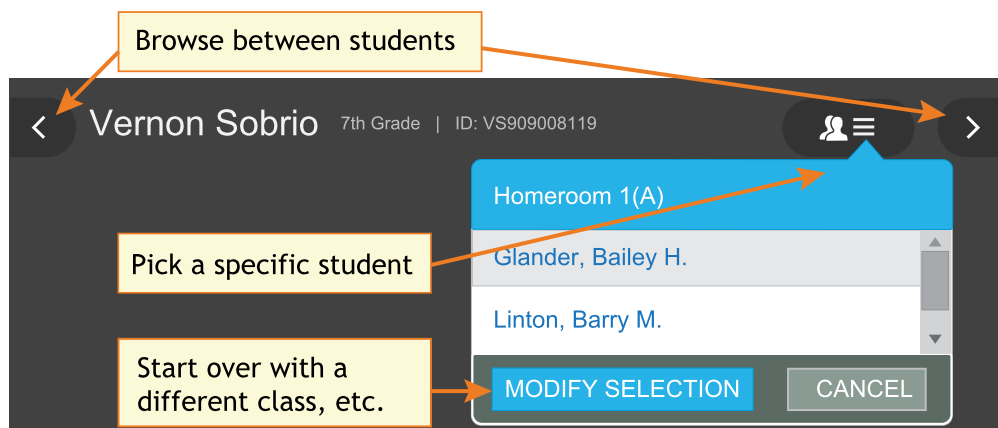 Browse between students
Vernon Sobrio 7th Grade | ID: VS909008119
Homeroom 1(A)
Pick a specific student
Glander, Bailey H.
Linton, Barry M.
Start over with a
different class, etc.
MODIFY SELECTION CANCEL